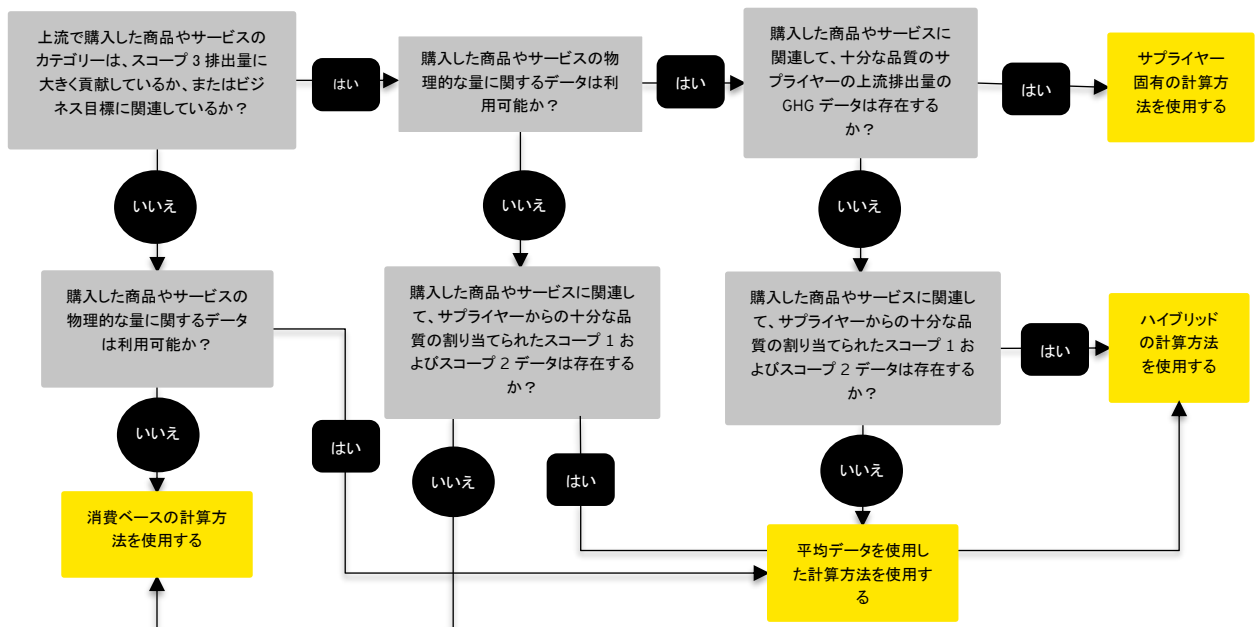 上流で購入した商品やサービスの
カテゴリーは、スコープ 3 排出量に
大きく貢献しているか、またはビジ
ネス目標に関連しているか？
はい
購入した商品やサービスの物
理的な量に関するデータは利
用可能か？
はい
購入した商品やサービスに
関連して、十分な品質のサ
プライヤーの上流排出量の
GHG データは存在する
か？
はい
サプライヤー
固有の計算方
法を使用する
いいえ
いいえ
いいえ
購入した商品やサービスの
物理的な量に関するデータ
は利用可能か？
購入した商品やサービスに関連し
て、サプライヤーからの十分な品
質の割り当てられたスコープ 1 お
よびスコープ 2 データは存在する
か？
購入した商品やサービスに関連し
て、サプライヤーからの十分な品
質の割り当てられたスコープ 1 お
よびスコープ 2 データは存在する
か？
はい
ハイブリッド
の計算方法
を使用する
いいえ
はい
いいえ
はい
いいえ
消費ベースの計算方
法を使用する
平均データを使用し
た計算方法を使用す
る